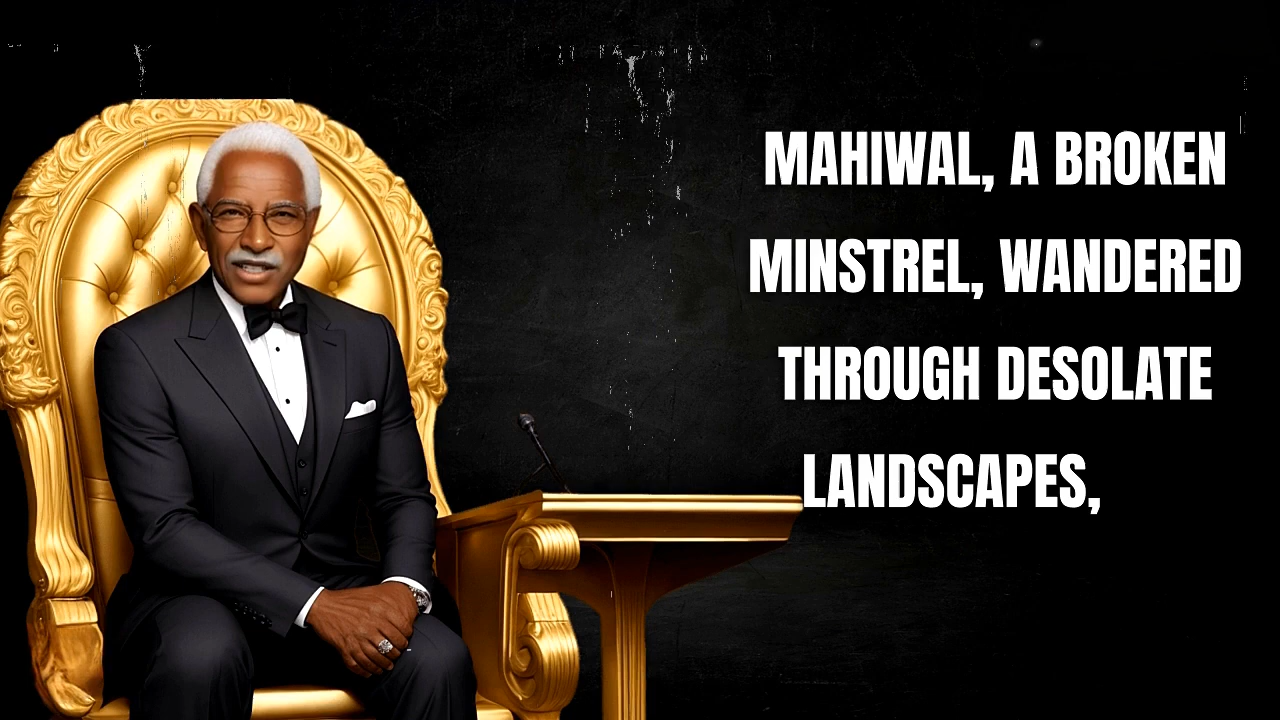 MAHIWAL, A BROKEN
MINSTREL, WANDERED
THROUGH DESOLATE
LANDSCAPES,